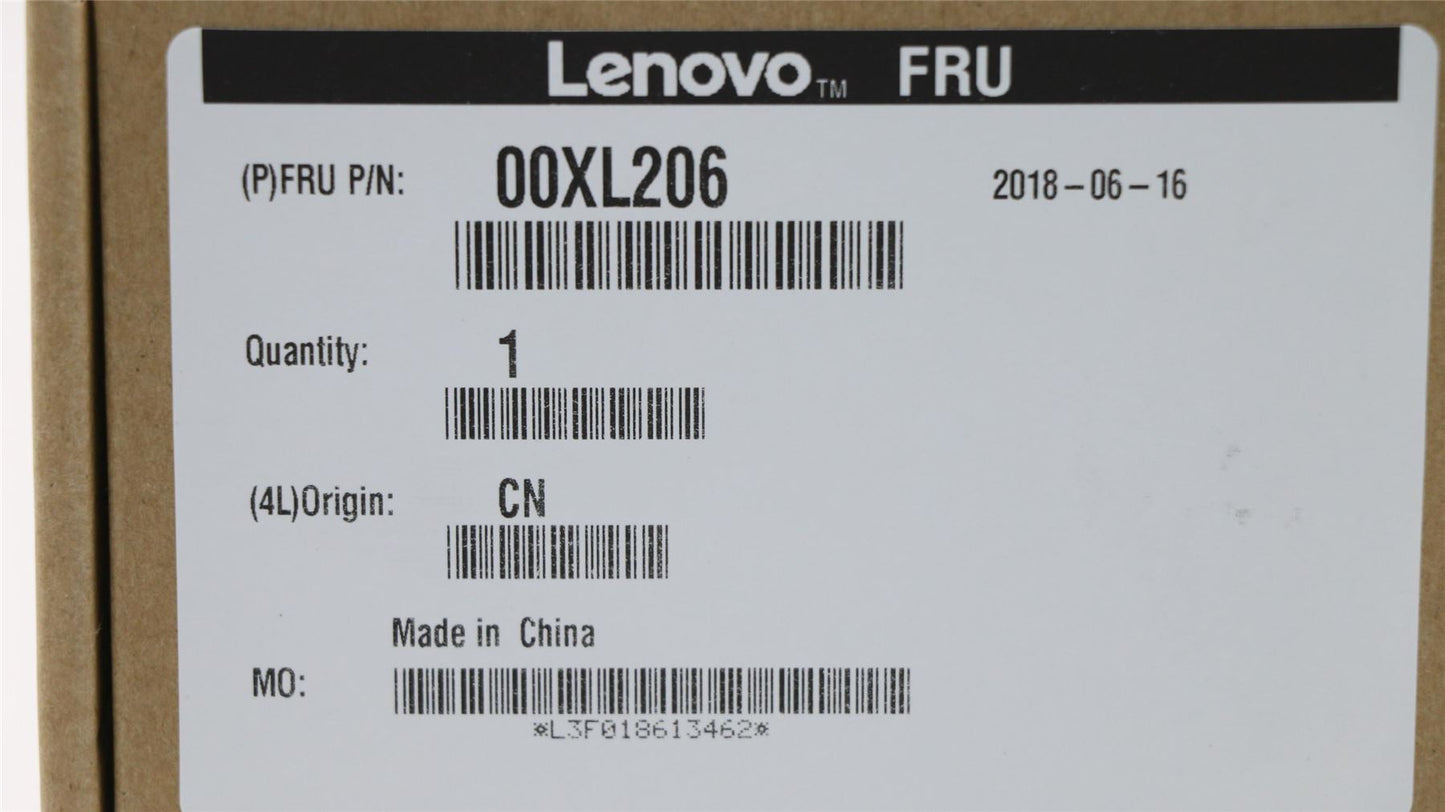 Lenovo™ FRU
(P)FRU P/N: 00XL206 2018-06-16
Quantity: 1
(4L)Origin: CN
Made in China
MO:
*L3F018613462*